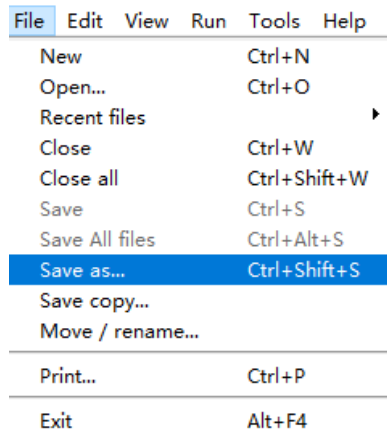 File Edit View Run Tools Help
New Ctrl+N
Open... Ctrl+O
Recent files
Close Ctrl+W
Close all Ctrl+Shift+W
Save Ctrl+S
Save All files Ctrl+Alt+S
Save as... Ctrl+Shift+S
Save copy...
Move / rename...
Print... Ctrl+P
Exit Alt+F4